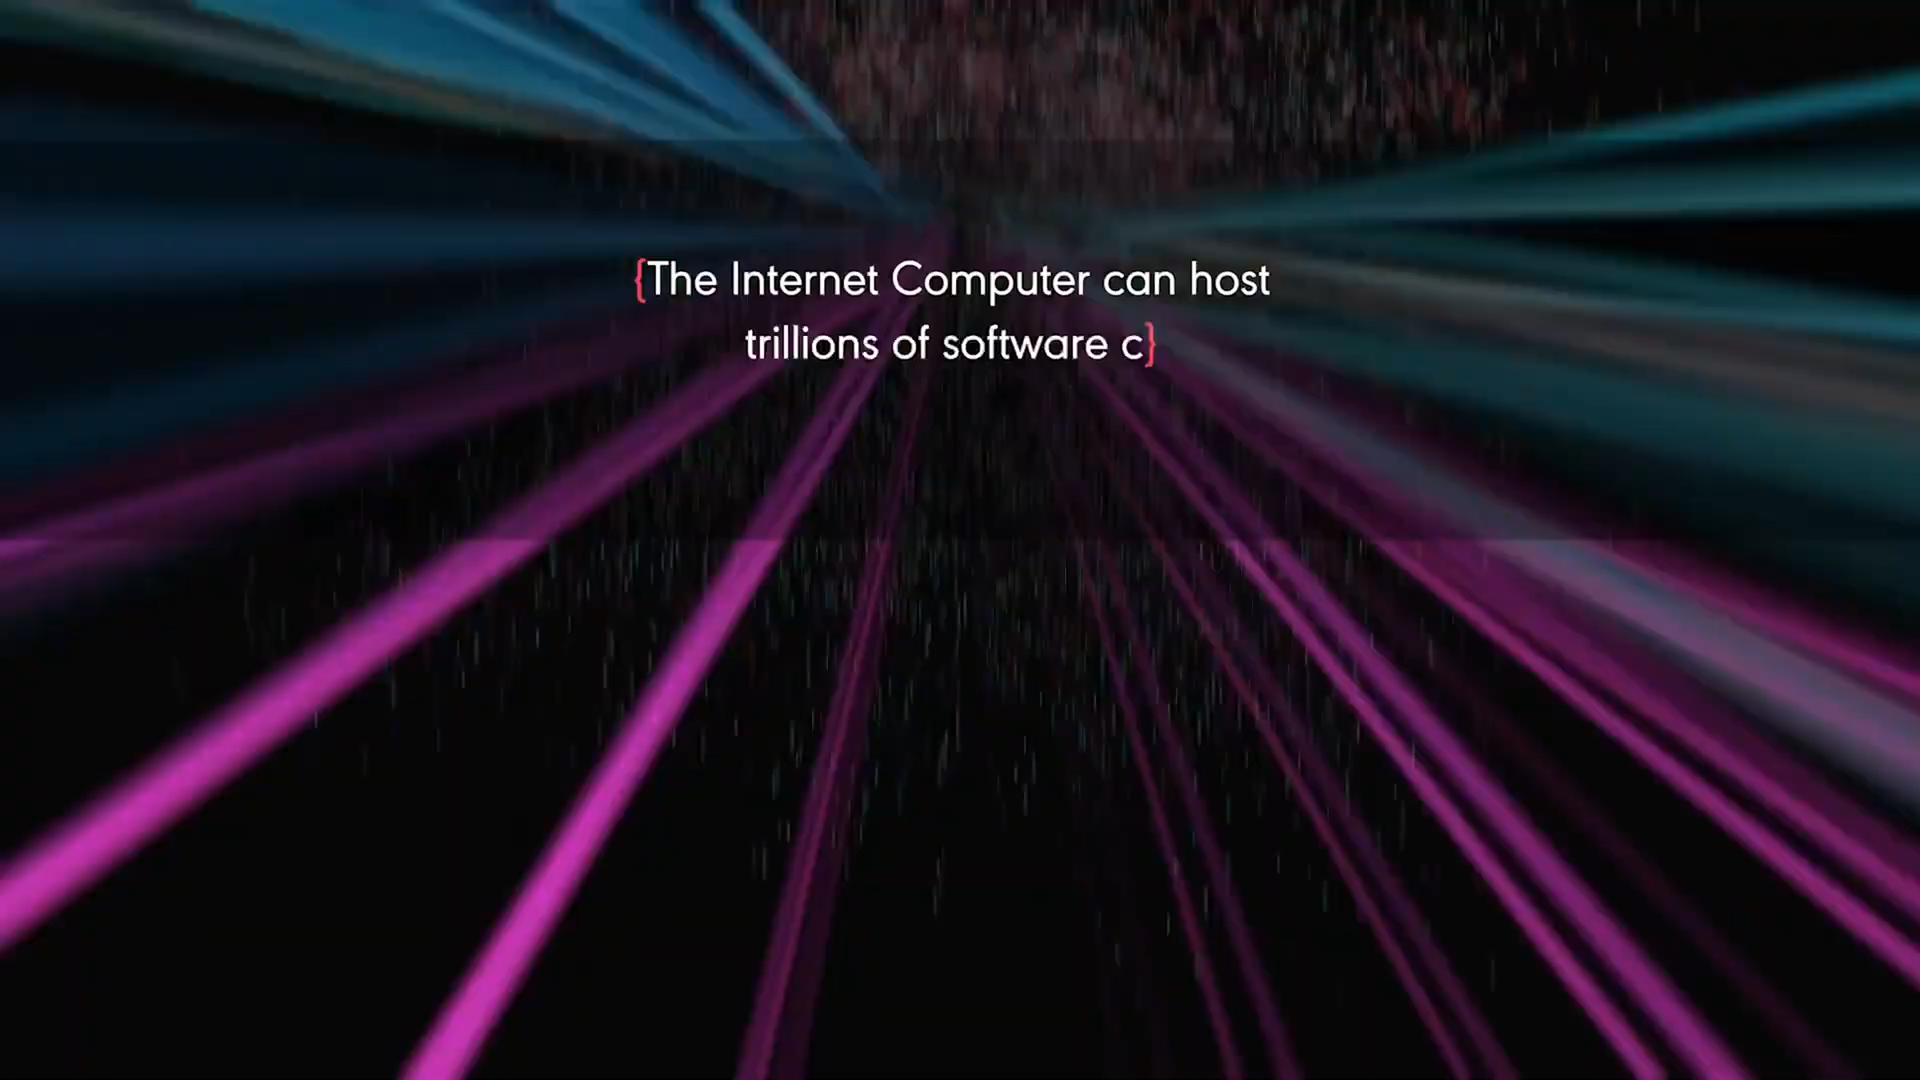 {The Internet Computer can host
trillions of software c}